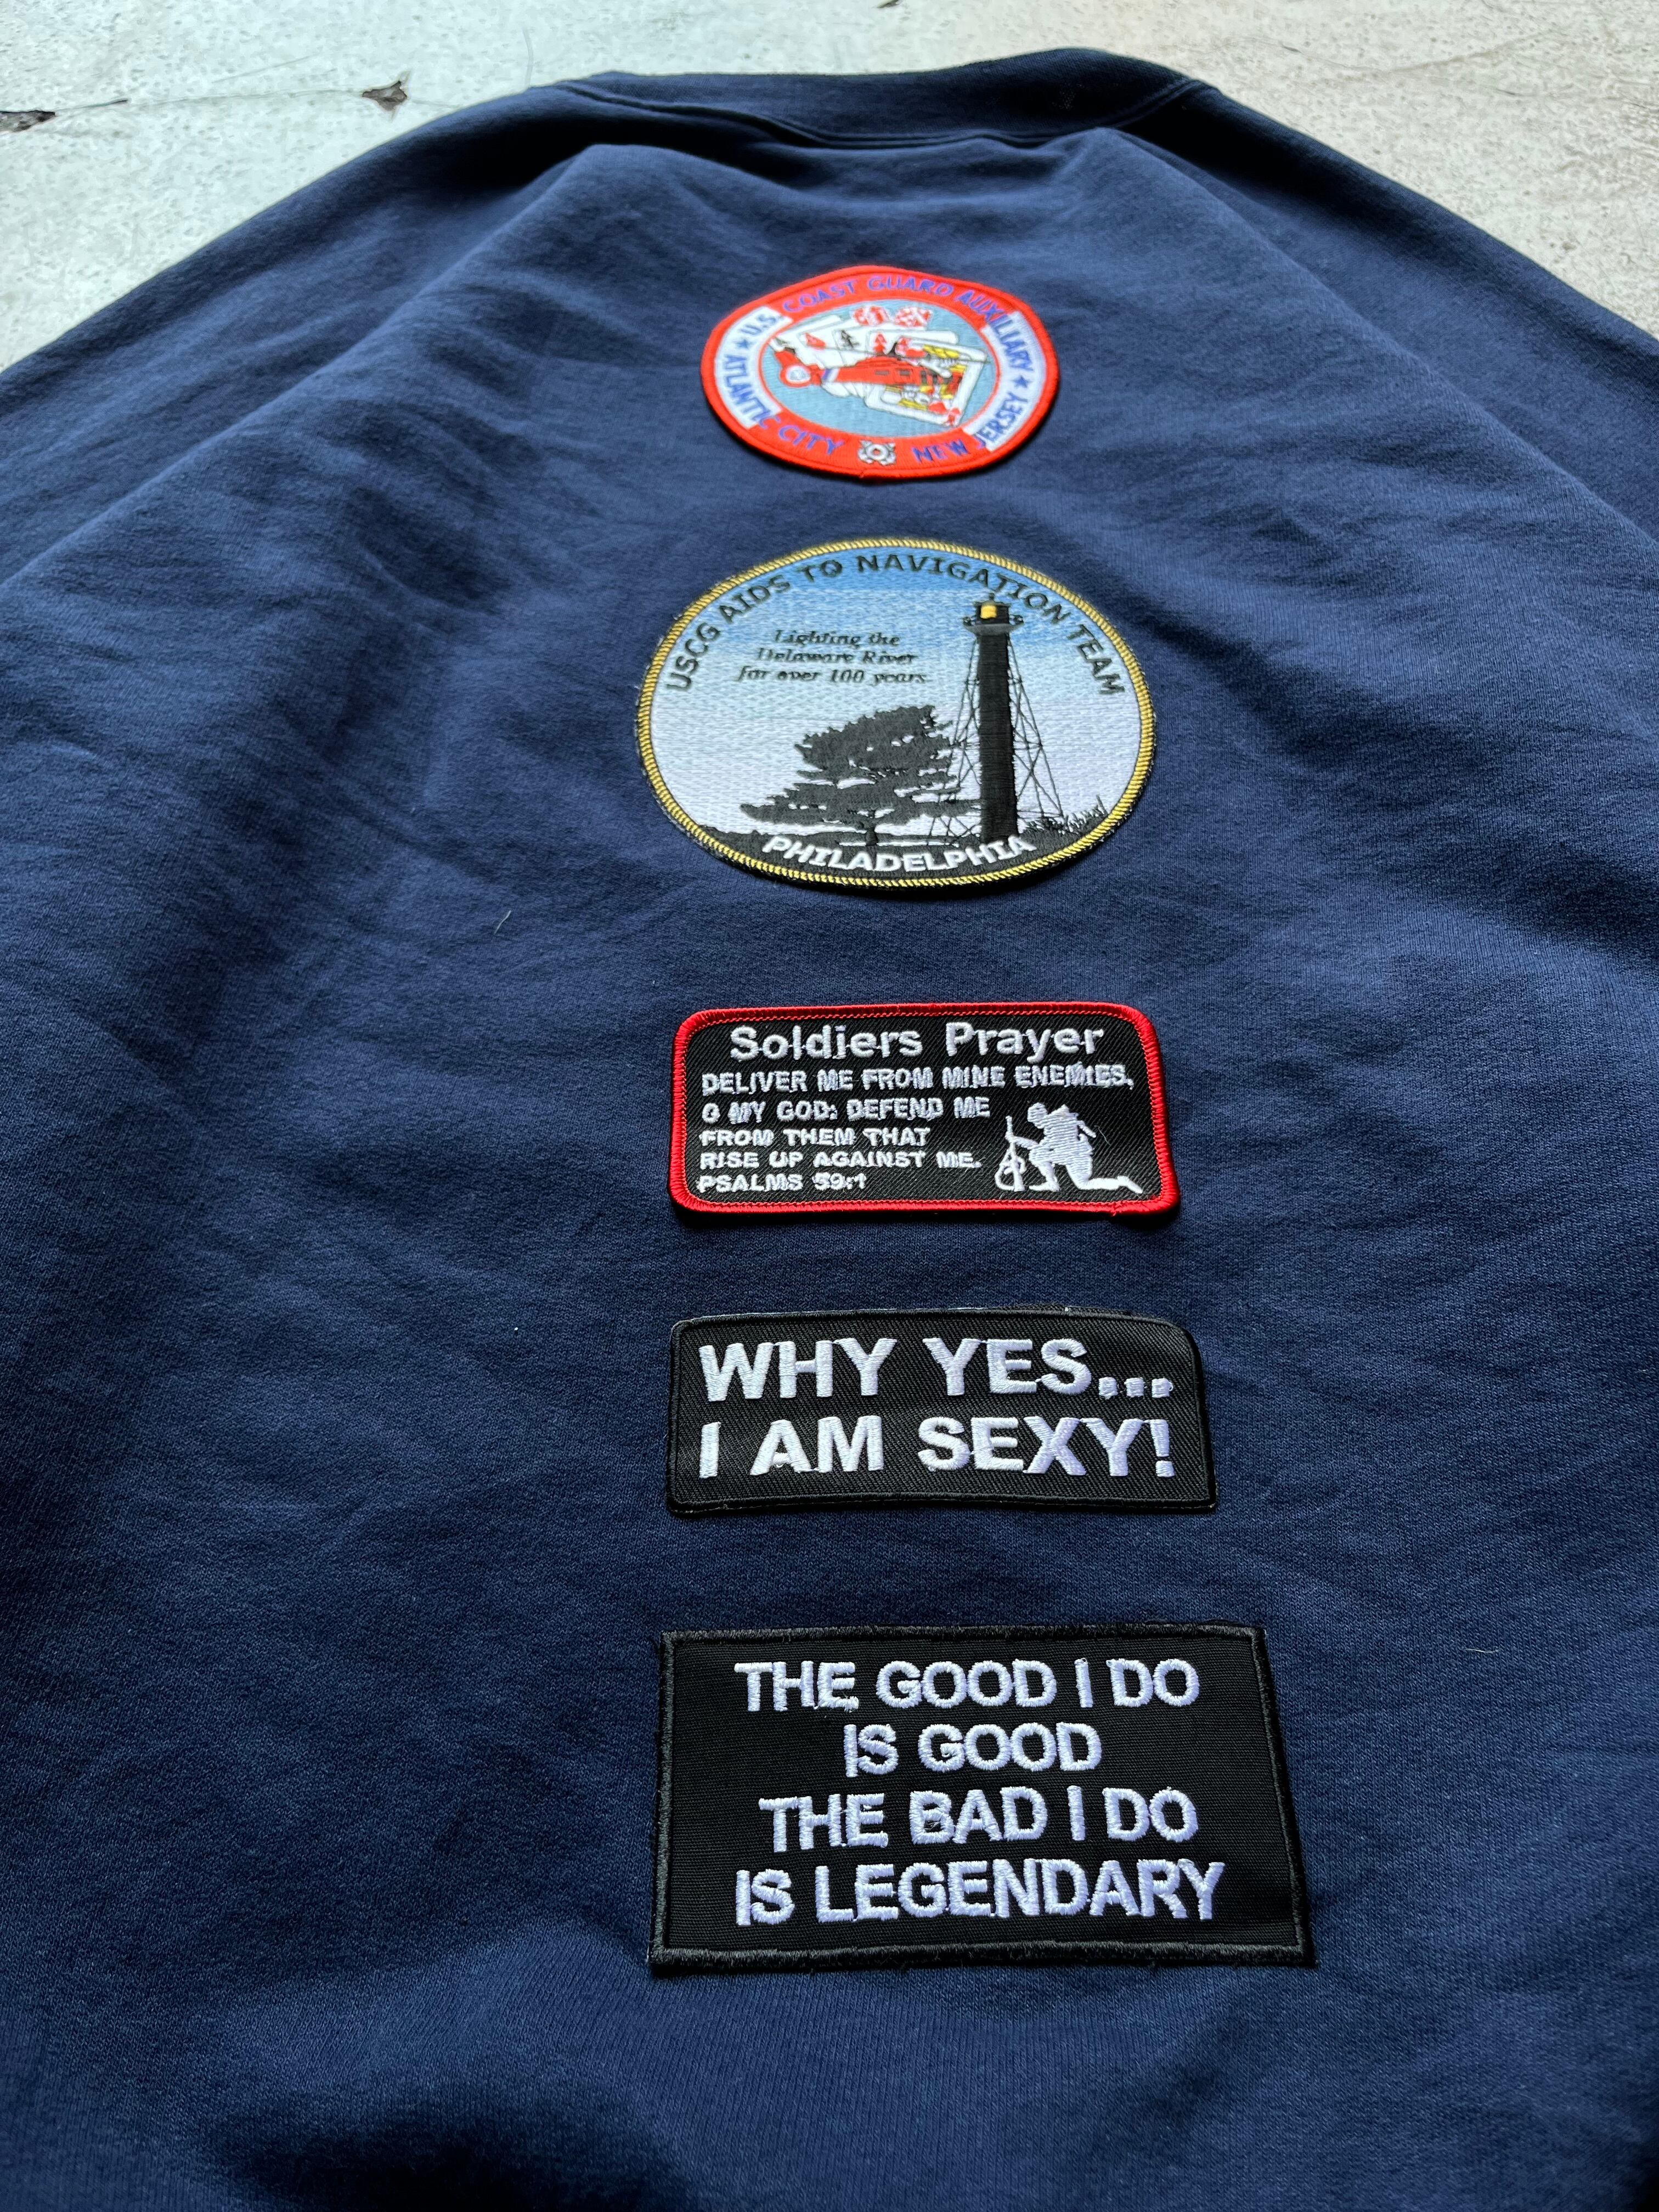 U.S. COAST GUARD AUXILIARY
ATLANTIC CITY NEW JERSEY
USCG AIDS TO NAVIGATION TEAM
Lighting the
Delaware River
for over 100 years
PHILADELPHIA
Soldiers Prayer
DELIVER ME FROM MINE ENEMIES,
O MY GOD: DEFEND ME
FROM THEM THAT
RISE UP AGAINST ME.
PSALMS 59:1
WHY YES...
I AM SEXY!
THE GOOD I DO
IS GOOD
THE BAD I DO
IS LEGENDARY